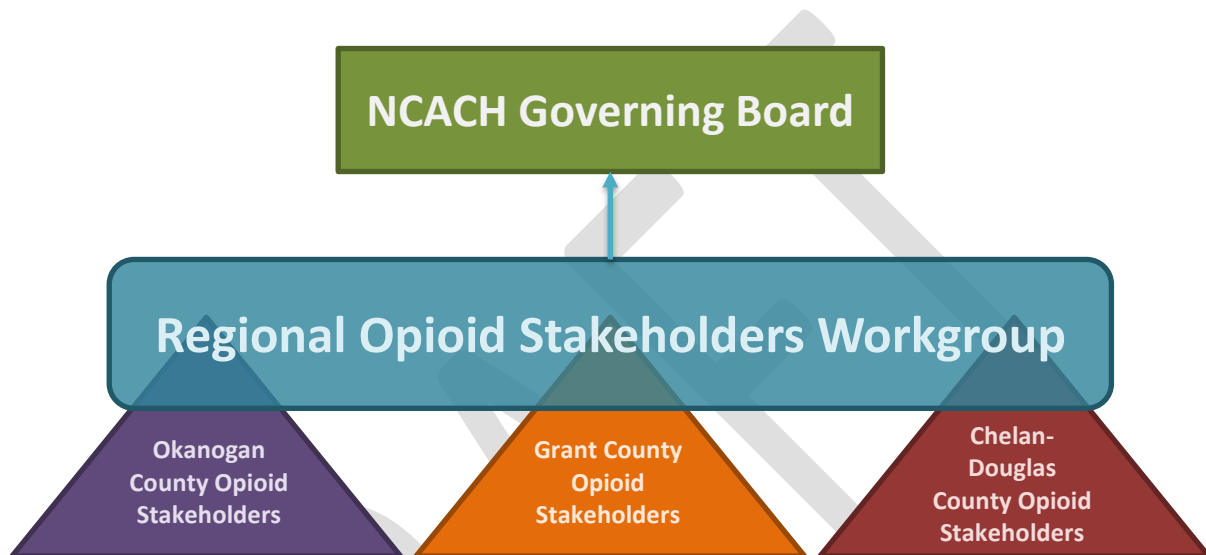 NCACH Governing Board
Regional Opioid Stakeholders Workgroup
Okanogan
County Opioid
Stakeholders
Grant County
Opioid
Stakeholders
Chelan-
Douglas
County Opioid
Stakeholders